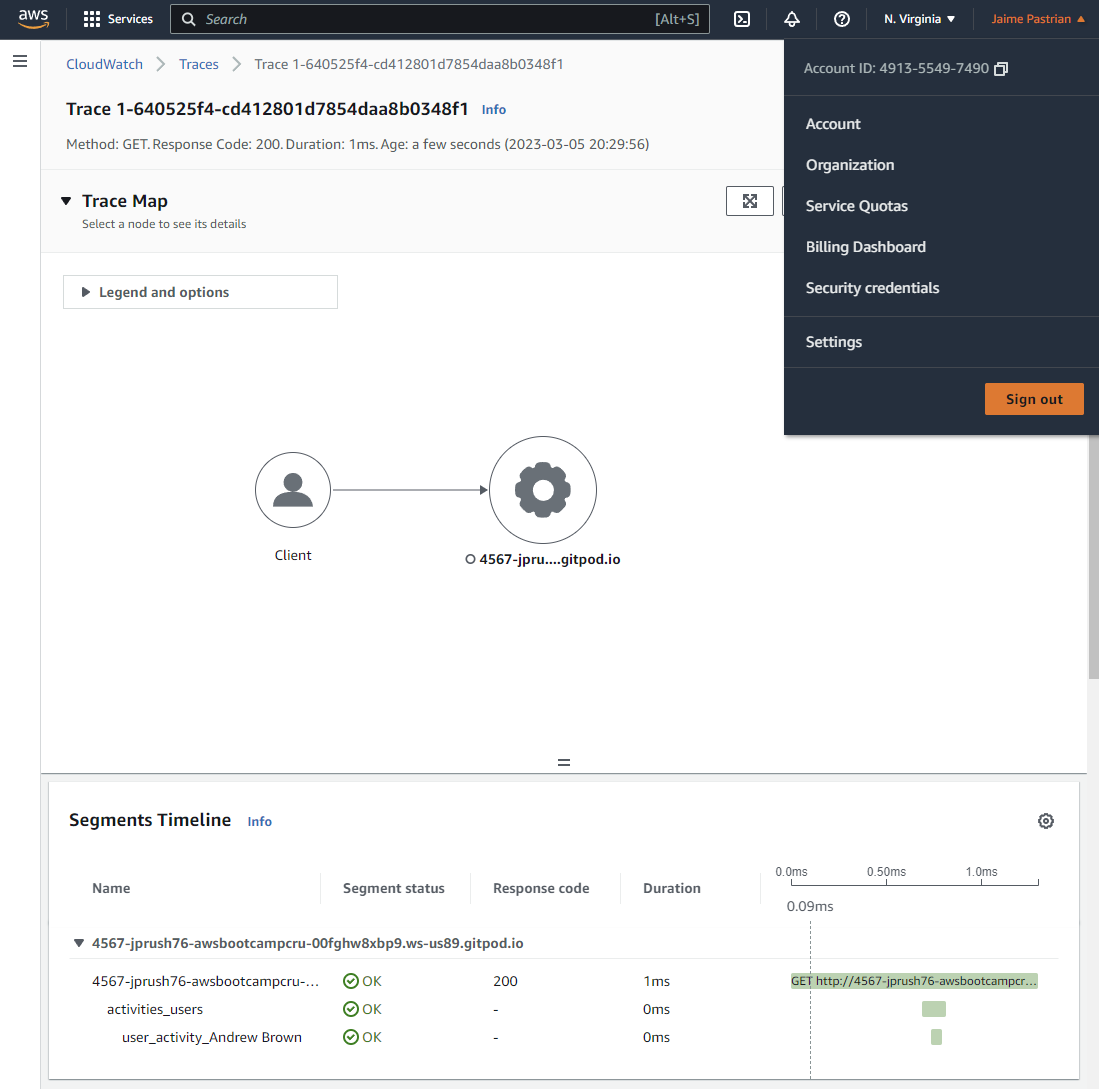 aws
Services
Search
[Alt+S]
N. Virginia
Jaime Pastrian
CloudWatch
Traces
Trace 1-640525f4-cd412801d7854daa8b0348f1
Account ID: 4913-5549-7490
Trace 1-640525f4-cd412801d7854daa8b0348f1 Info
Method: GET. Response Code: 200. Duration: 1ms. Age: a few seconds (2023-03-05 20:29:56)
Account
Organization
Service Quotas
Billing Dashboard
Security credentials
Settings
Sign out
Trace Map
Select a node to see its details
Legend and options
Client
4567-jpru....gitpod.io
Segments Timeline Info
0.0ms 0.50ms 1.0ms
Name Segment status Response code Duration
0.09ms
4567-jprush76-awsbootcampcru-00fghw8xbp9.ws-us89.gitpod.io
4567-jprush76-awsbootcampcru-... OK 200 1ms GET http://4567-jprush76-awsbootcampcr...
activities_users OK - 0ms
user_activity_Andrew Brown OK - 0ms